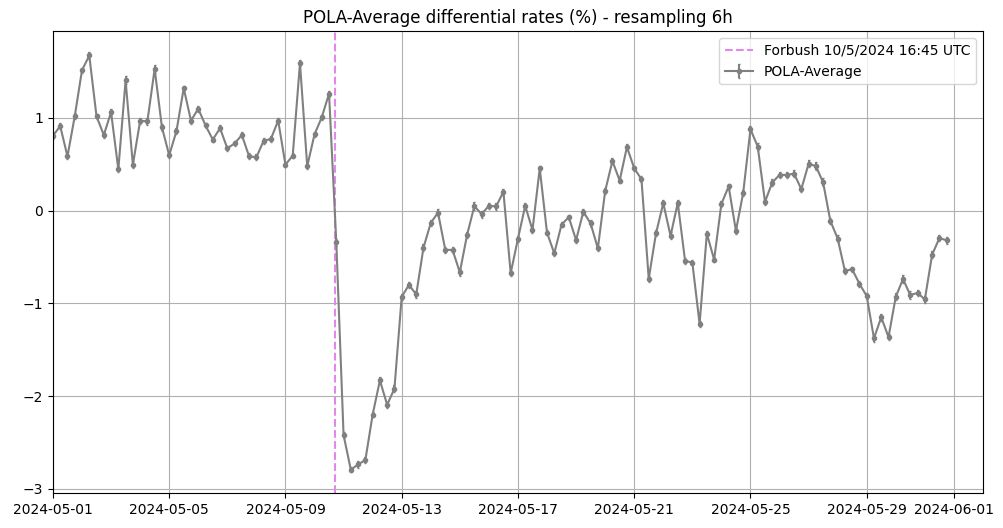 POLA-Average differential rates (%) - resampling 6h
Forbush 10/5/2024 16:45 UTC
POLA-Average
1
0
−1
−2
−3
2024-05-01 2024-05-05 2024-05-09 2024-05-13 2024-05-17 2024-05-21 2024-05-25 2024-05-29 2024-06-01